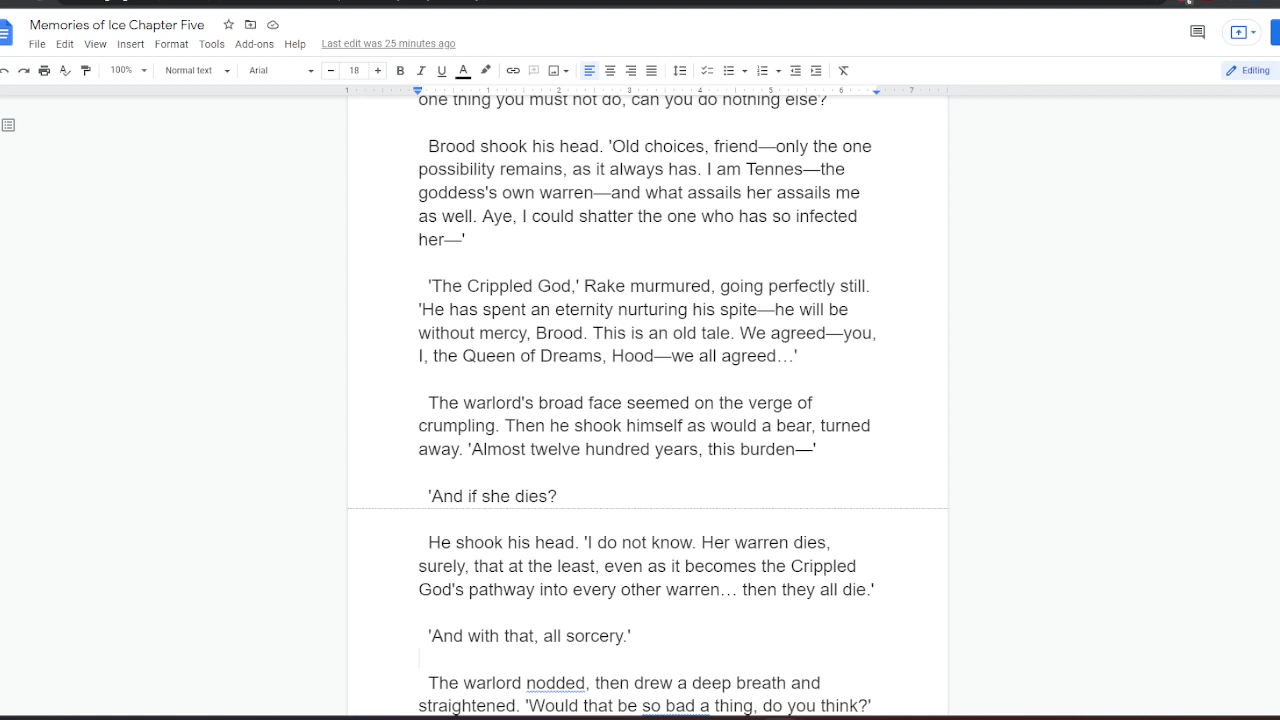 Memories of Ice Chapter Five
File Edit View Insert Format Tools Add-ons Help Last edit was 25 minutes ago
100% Normal text Arial − 18 + B I U A Editing
1 1 2 3 4 5 6 7
one thing you must not do, can you do nothing else?
Brood shook his head. 'Old choices, friend—only the one
possibility remains, as it always has. I am Tennes—the
goddess's own warren—and what assails her assails me
as well. Aye, I could shatter the one who has so infected
her—'
'The Crippled God,' Rake murmured, going perfectly still.
'He has spent an eternity nurturing his spite—he will be
without mercy, Brood. This is an old tale. We agreed—you,
I, the Queen of Dreams, Hood—we all agreed…'
The warlord's broad face seemed on the verge of
crumpling. Then he shook himself as would a bear, turned
away. 'Almost twelve hundred years, this burden—'
'And if she dies?
He shook his head. 'I do not know. Her warren dies,
surely, that at the least, even as it becomes the Crippled
God's pathway into every other warren… then they all die.'
'And with that, all sorcery.'
The warlord nodded, then drew a deep breath and
straightened. 'Would that be so bad a thing, do you think?'